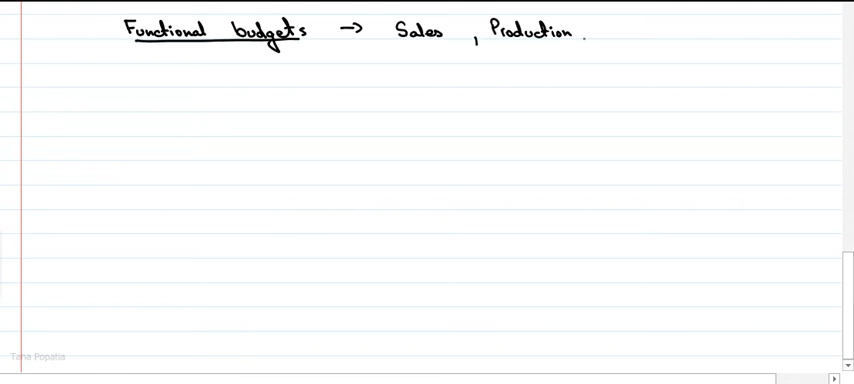 Functional budgets → Sales , Production
Taha Popatia